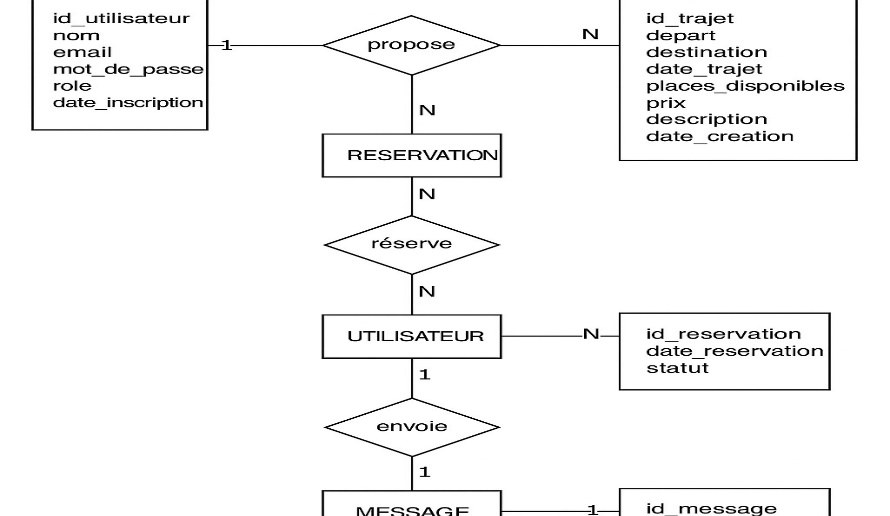 id_utilisateur
nom
email
mot_de_passe
role
date_inscription
1
propose
N
id_trajet
depart
destination
date_trajet
places_disponibles
prix
description
date_creation
N
RESERVATION
N
réserve
N
UTILISATEUR
N
id_reservation
date_reservation
statut
1
envoie
1
MESSAGE
1
id_message